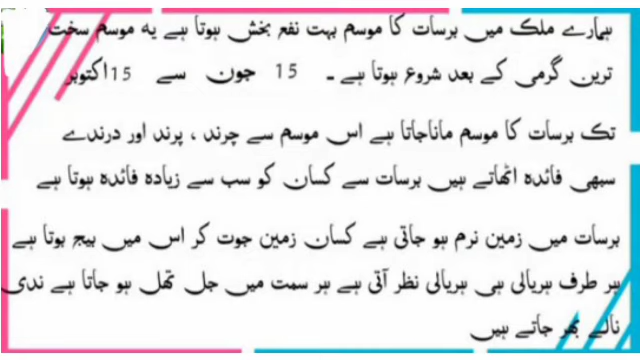 ہمارے ملک میں برسات کا موسم بہت نفع بخش ہوتا ہے یہ موسم سخت
ترین گرمی کے بعد شروع ہوتا ہے ۔ 15 جون سے 15اکتوبر
تک برسات کا موسم ماناجاتا ہے اس موسم سے چرند ، پرند اور درندے
سبھی فائدہ اٹھاتے ہیں برسات سے کسان کو سب سے زیادہ فائدہ ہوتا ہے
برسات میں زمین نرم ہو جاتی ہے کسان زمین جوت کر اس میں بیج بوتا ہے
ہر طرف ہریالی ہی ہریالی نظر آتی ہے ہر سمت میں جل تھل ہو جاتا ہے ندی
نالے بھر جاتے ہیں